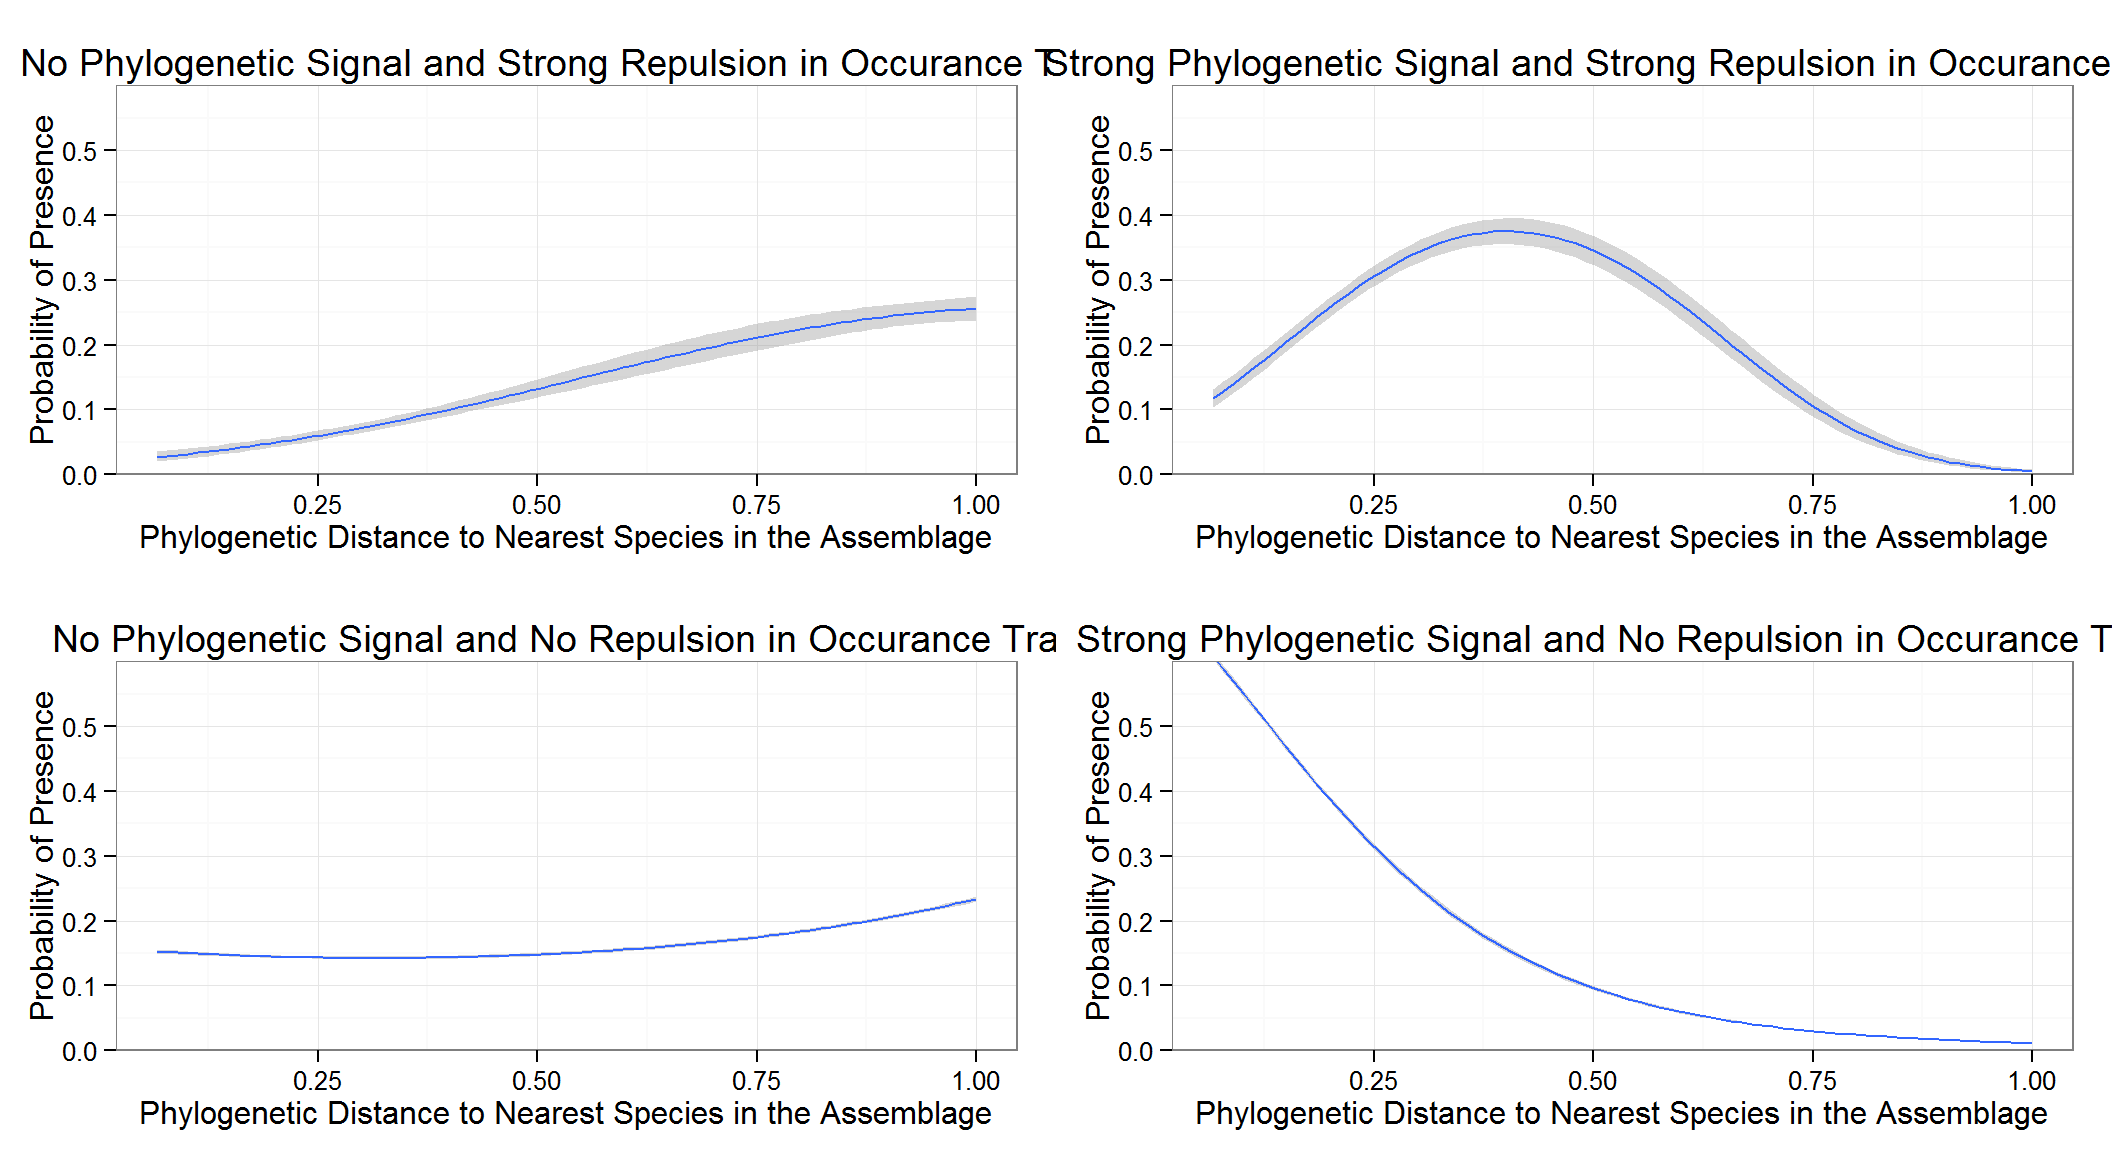 No Phylogenetic Signal and Strong Repulsion in Occurance T
Probability of Presence
0.5
0.4
0.3
0.2
0.1
0.0
0.25 0.50 0.75 1.00
Phylogenetic Distance to Nearest Species in the Assemblage
Strong Phylogenetic Signal and Strong Repulsion in Occurance
Probability of Presence
0.5
0.4
0.3
0.2
0.1
0.0
0.25 0.50 0.75 1.00
Phylogenetic Distance to Nearest Species in the Assemblage
No Phylogenetic Signal and No Repulsion in Occurance Tra
Probability of Presence
0.5
0.4
0.3
0.2
0.1
0.0
0.25 0.50 0.75 1.00
Phylogenetic Distance to Nearest Species in the Assemblage
Strong Phylogenetic Signal and No Repulsion in Occurance T
Probability of Presence
0.5
0.4
0.3
0.2
0.1
0.0
0.25 0.50 0.75 1.00
Phylogenetic Distance to Nearest Species in the Assemblage